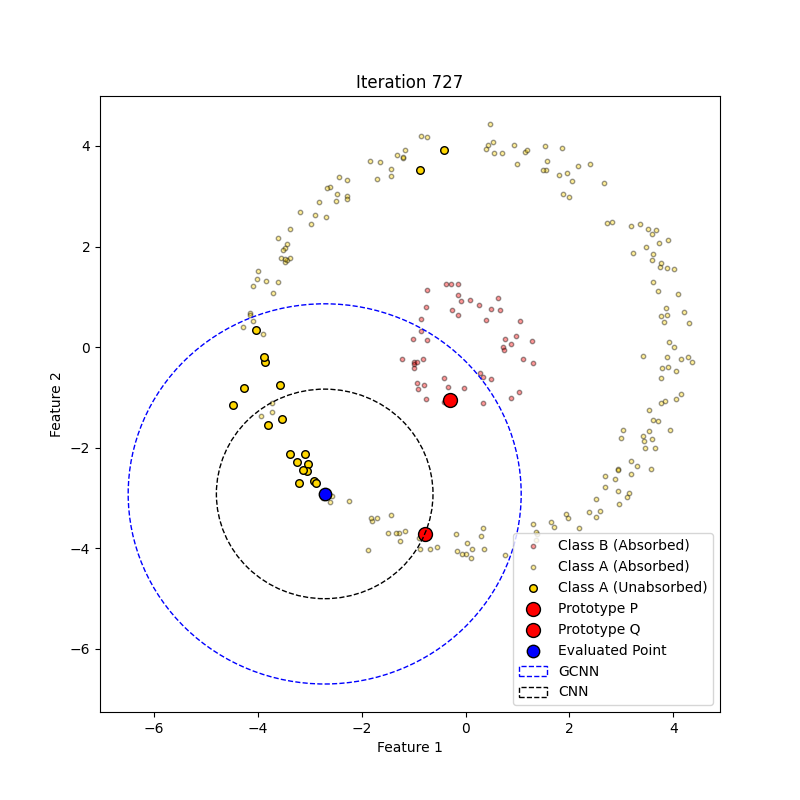 Iteration 727
Feature 2
4
2
0
−2
−4
−6
−6
−4
−2
0
2
4
Feature 1
Class B (Absorbed)
Class A (Absorbed)
Class A (Unabsorbed)
Prototype P
Prototype Q
Evaluated Point
GCNN
CNN